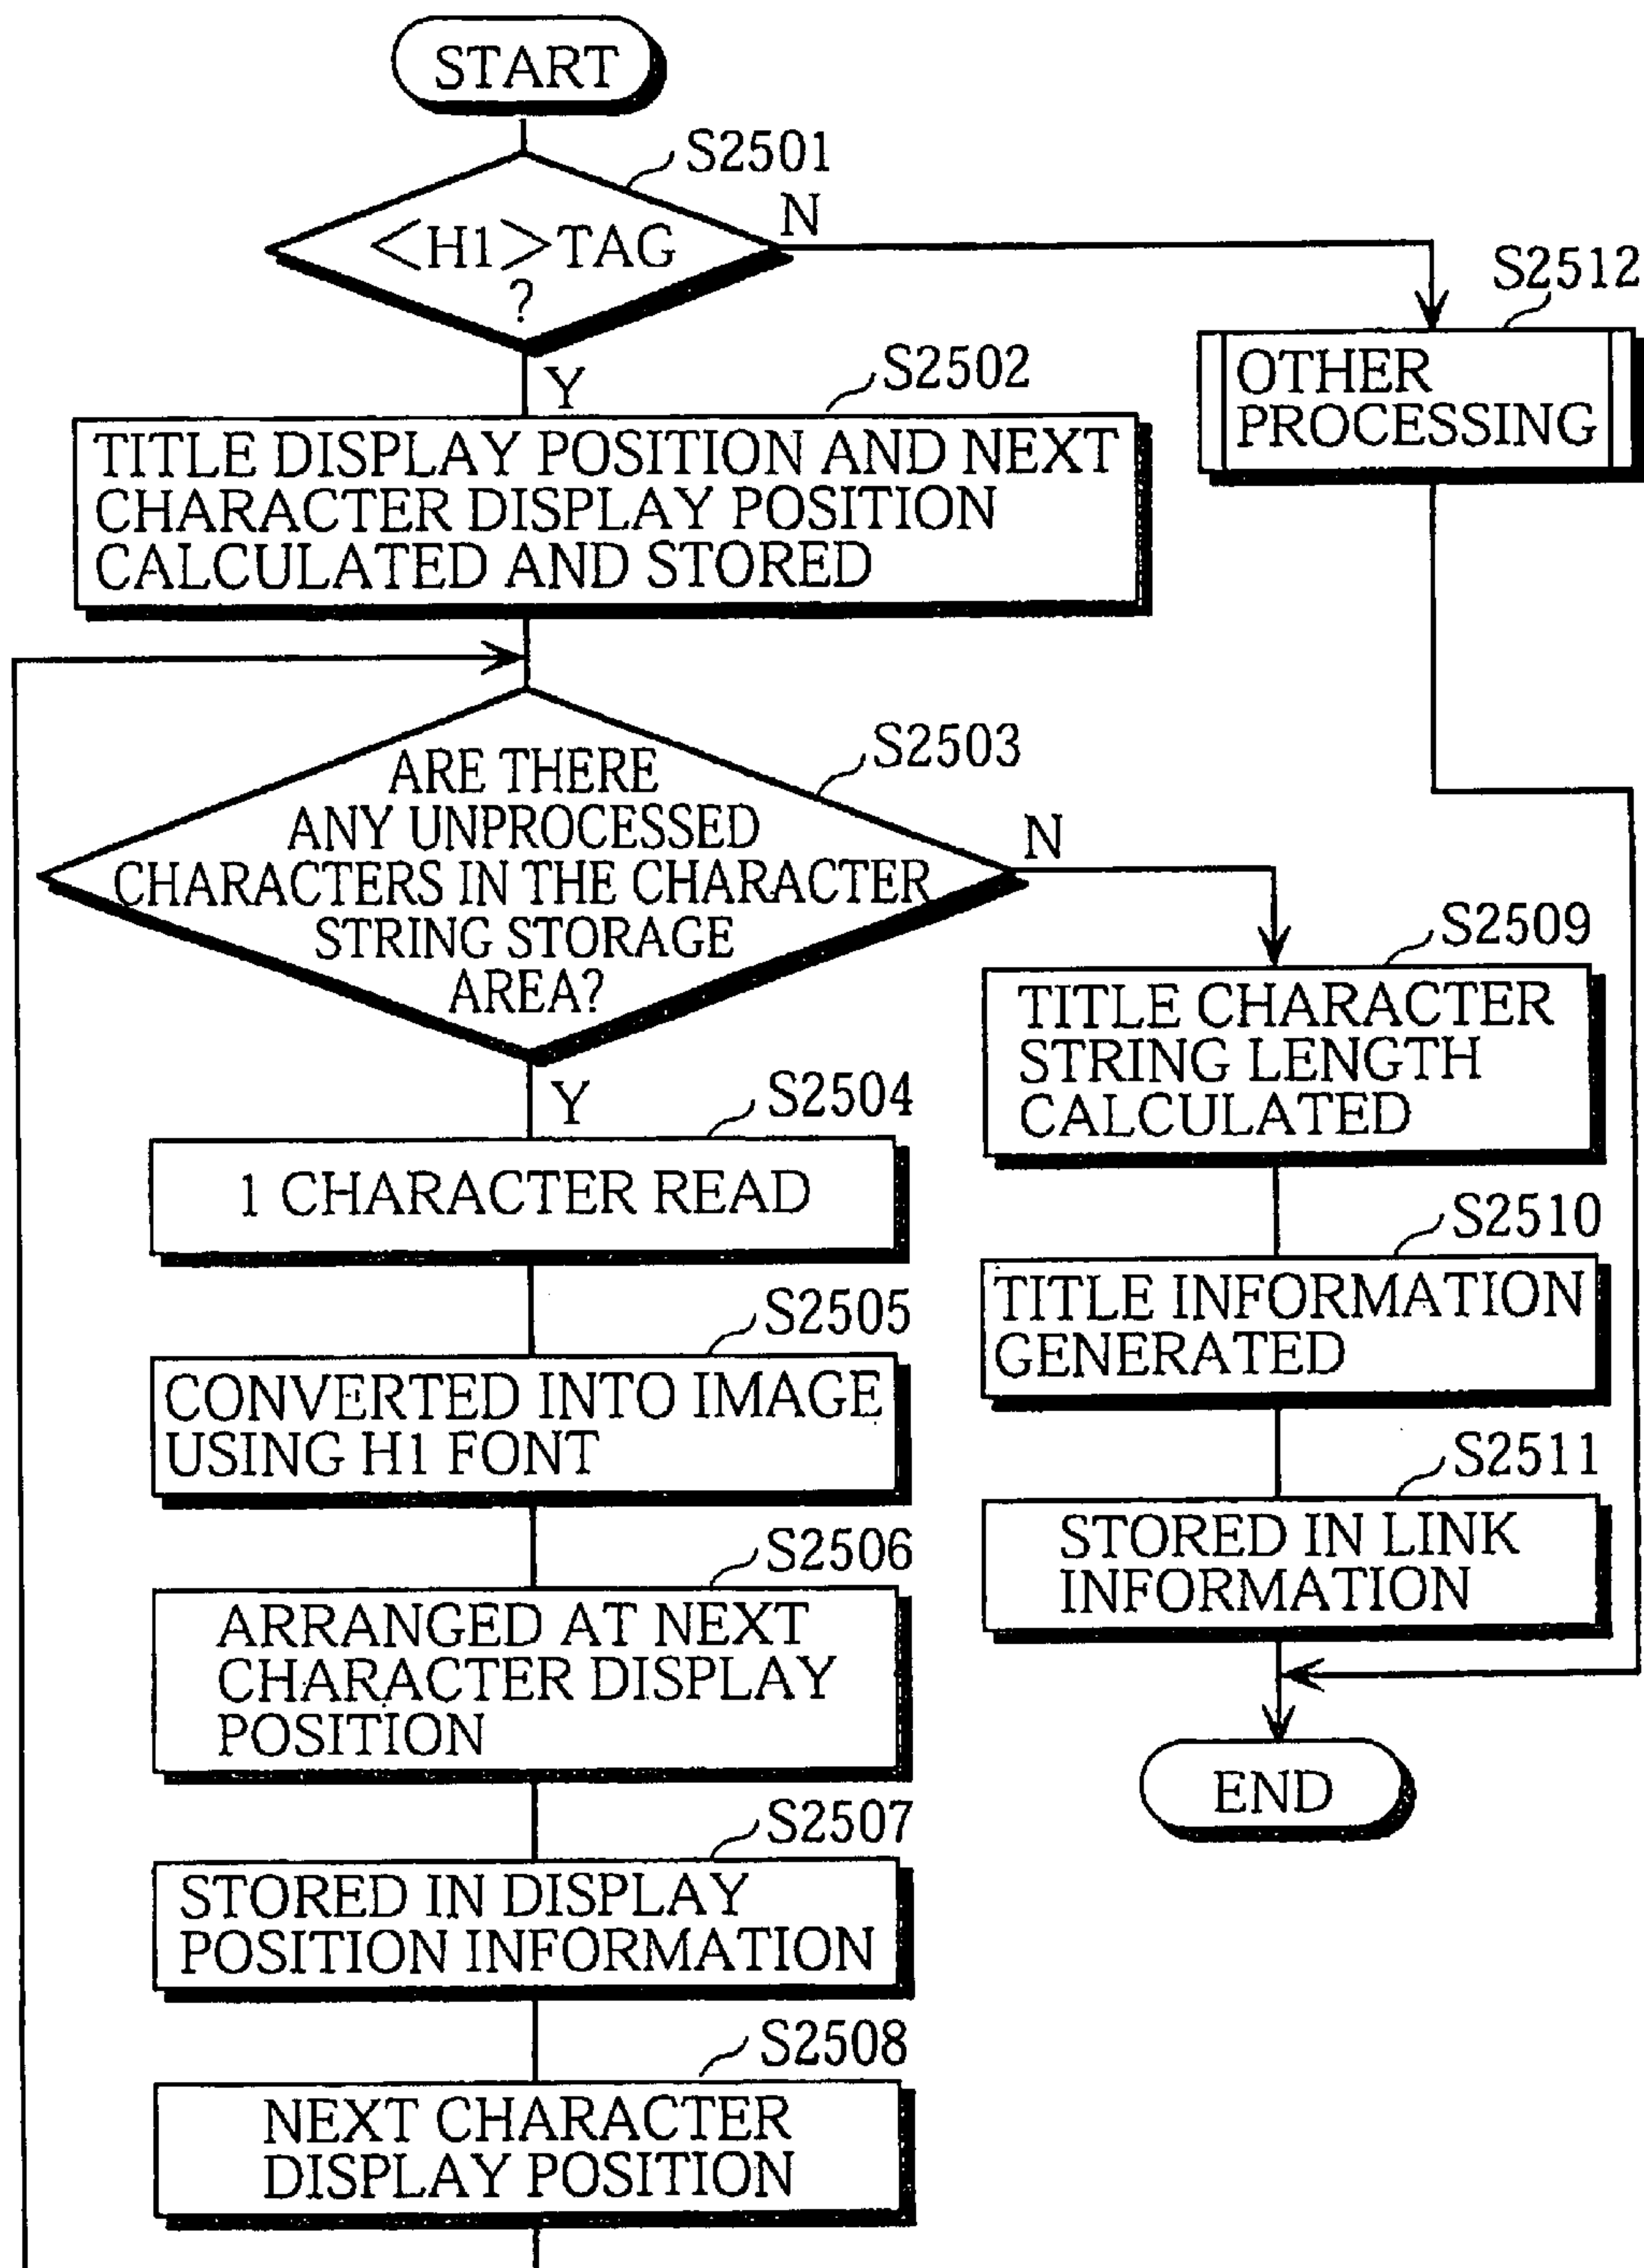 START
S2501
<H1>TAG
?
N
Y
S2512
OTHER
PROCESSING
S2502
TITLE DISPLAY POSITION AND NEXT
CHARACTER DISPLAY POSITION
CALCULATED AND STORED
S2503
ARE THERE
ANY UNPROCESSED
CHARACTERS IN THE CHARACTER
STRING STORAGE
AREA?
N
Y
S2504
1 CHARACTER READ
S2505
CONVERTED INTO IMAGE
USING H1 FONT
S2506
ARRANGED AT NEXT
CHARACTER DISPLAY
POSITION
S2507
STORED IN DISPLAY
POSITION INFORMATION
S2508
NEXT CHARACTER
DISPLAY POSITION
S2509
TITLE CHARACTER
STRING LENGTH
CALCULATED
S2510
TITLE INFORMATION
GENERATED
S2511
STORED IN LINK
INFORMATION
END